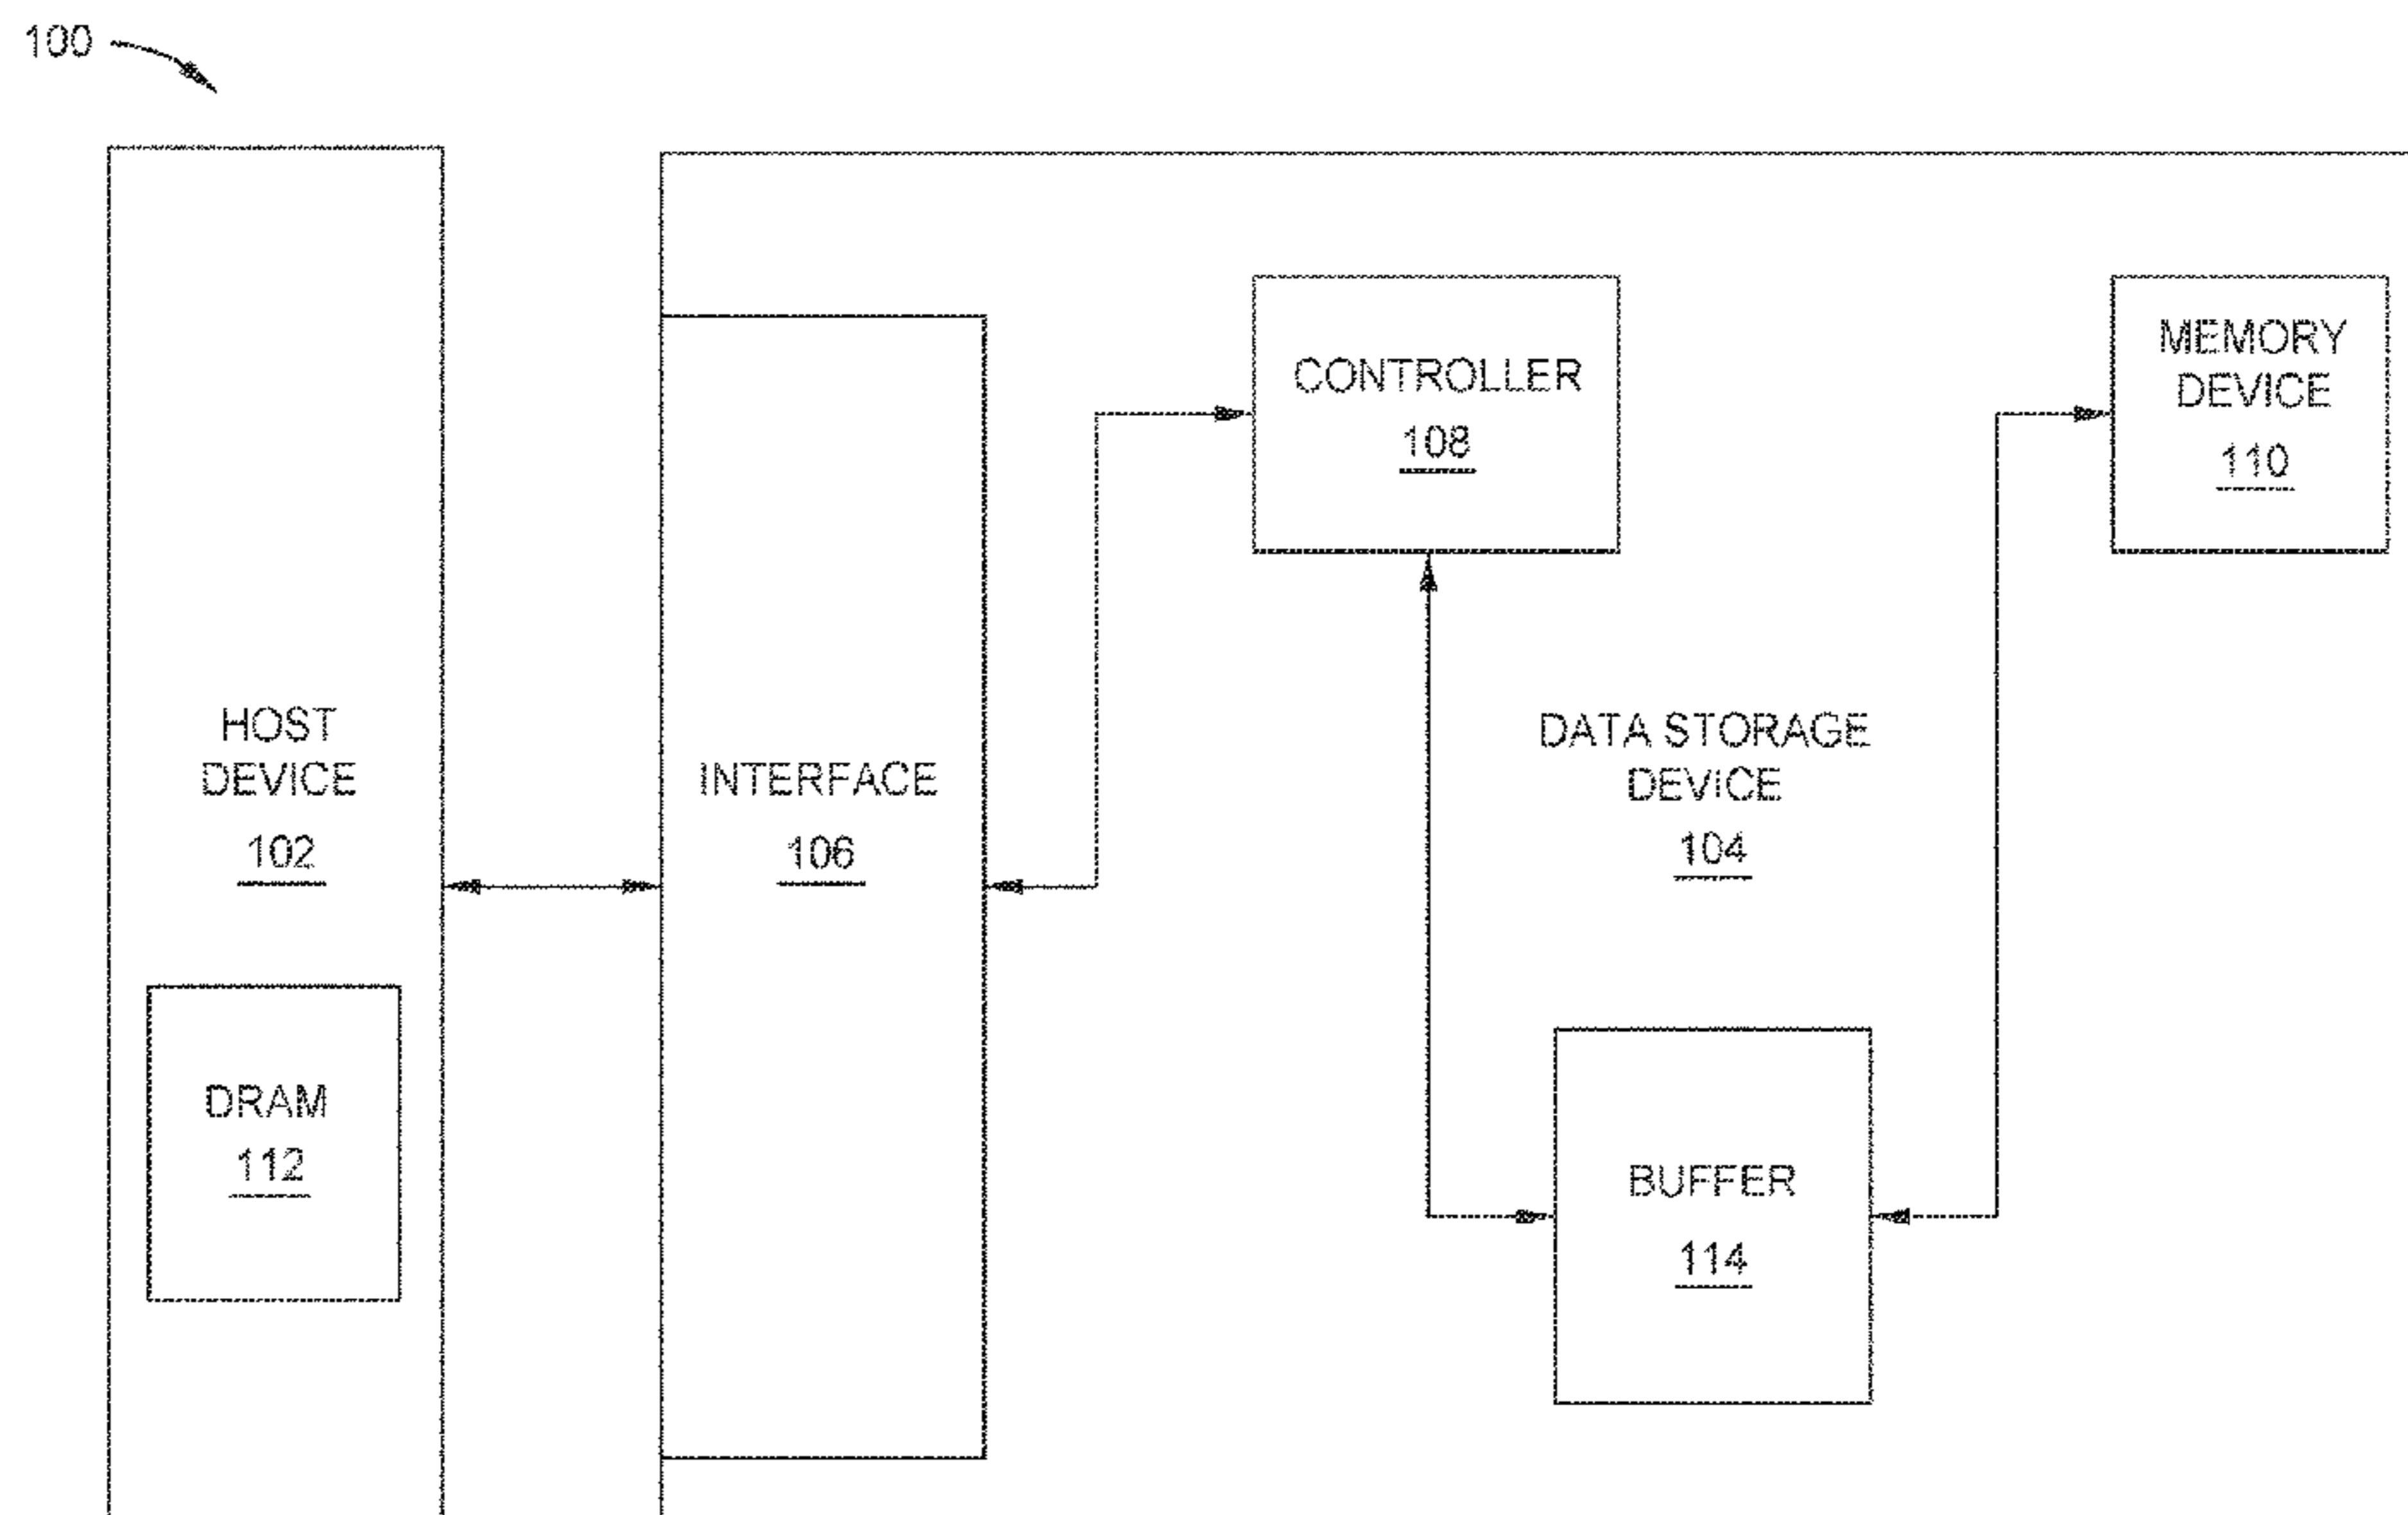 100
HOST
DEVICE
102
DRAM
112
INTERFACE
106
CONTROLLER
108
DATA STORAGE
DEVICE
104
BUFFER
114
MEMORY
DEVICE
110